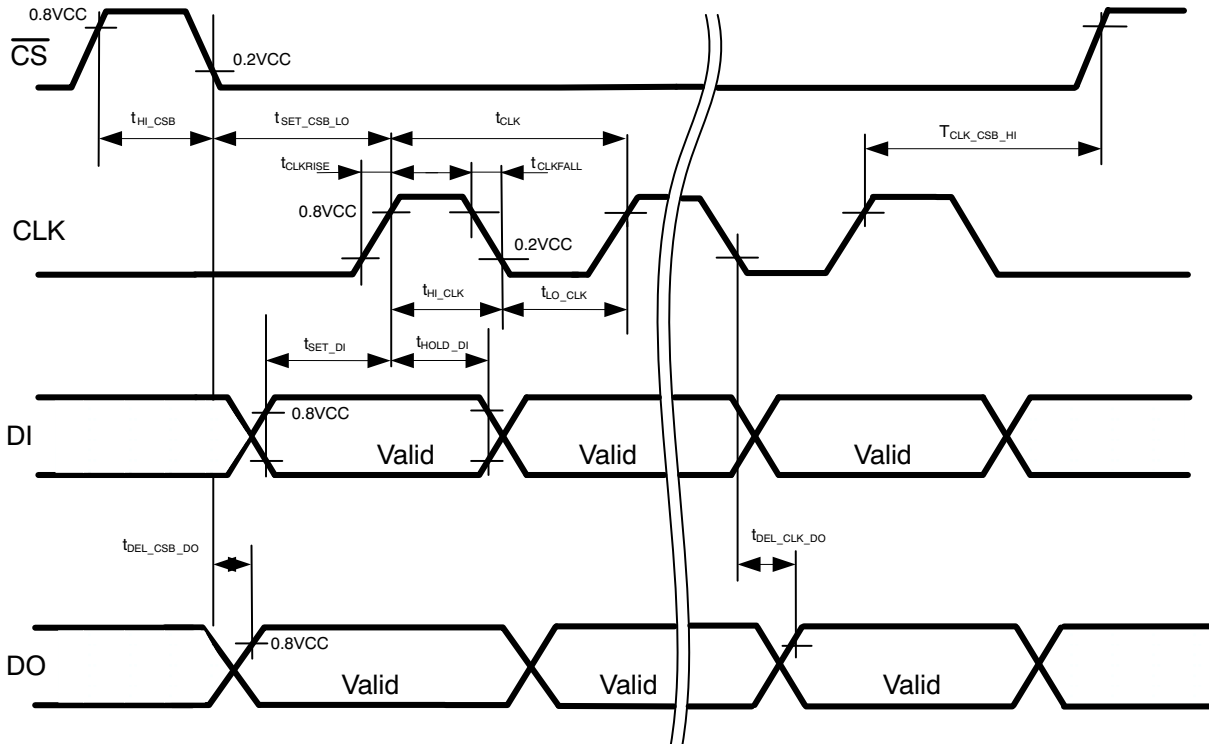 0.8VCC
CS
0.2VCC
tHI_CSB
tSET_CSB_LO
tCLK
TCLK_CSB_HI
tCLKRISE
tCLKFALL
0.8VCC
CLK
0.2VCC
tHI_CLK
tLO_CLK
tSET_DI
tHOLD_DI
0.8VCC
DI
Valid
Valid
Valid
tDEL_CSB_DO
tDEL_CLK_DO
0.8VCC
DO
Valid
Valid
Valid